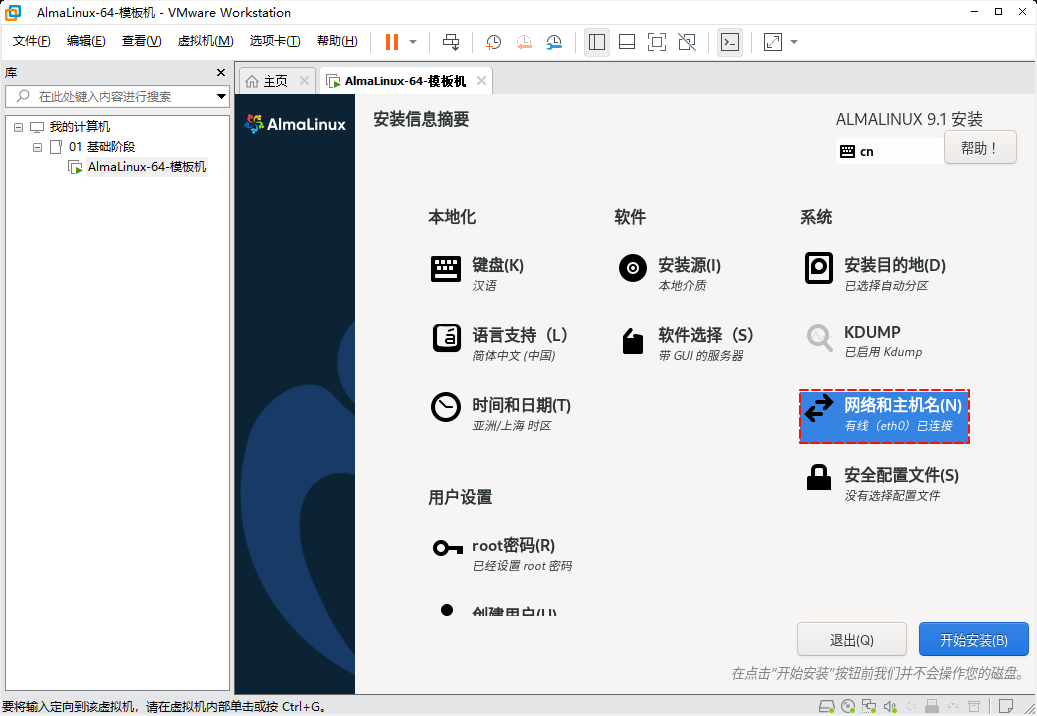 AlmaLinux-64-模板机 - VMware Workstation
文件(F) 编辑(E) 查看(V) 虚拟机(M) 选项卡(T) 帮助(H)
库
在此处键入内容进行搜索
我的计算机
01 基础阶段
AlmaLinux-64-模板机
主页
AlmaLinux-64-模板机
AlmaLinux
安装信息摘要
ALMALINUX 9.1 安装
cn
帮助！
本地化
键盘(K)
汉语
语言支持（L）
简体中文 (中国)
时间和日期(T)
亚洲/上海 时区
软件
安装源(I)
本地介质
软件选择（S）
带 GUI 的服务器
系统
安装目的地(D)
已选择自动分区
KDUMP
已启用 Kdump
网络和主机名(N)
有线（eth0）已连接
安全配置文件(S)
没有选择配置文件
用户设置
root密码(R)
已经设置 root 密码
创建用户(U)
退出(Q)
开始安装(B)
在点击“开始安装”按钮前我们并不会操作您的磁盘。
要将输入定向到该虚拟机，请在虚拟机内部单击或按 Ctrl+G。